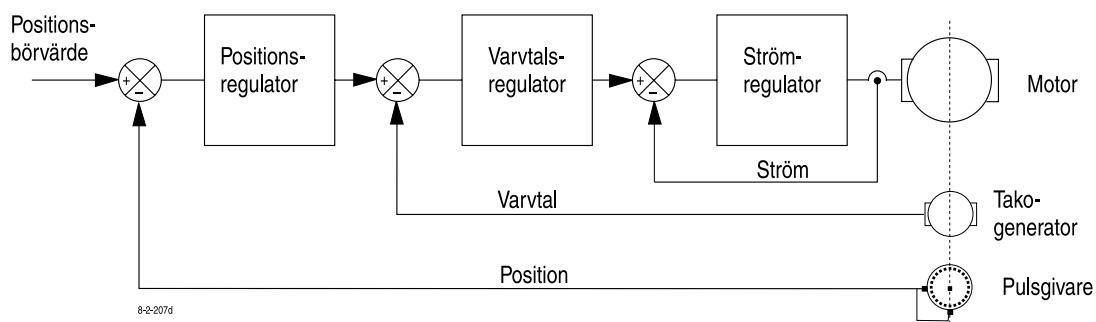 Positions-
börvärde
+
−
Positions-
regulator
+
−
Varvtals-
regulator
+
−
Ström-
regulator
Motor
Ström
Varvtal
Tako-
generator
Position
Pulsgivare
8-2-207d